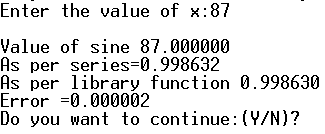 Enter the value of x:87
Value of sine 87.000000
As per series=0.998632
As per library function 0.998630
Error =0.000002
Do you want to continue:(Y/N)?